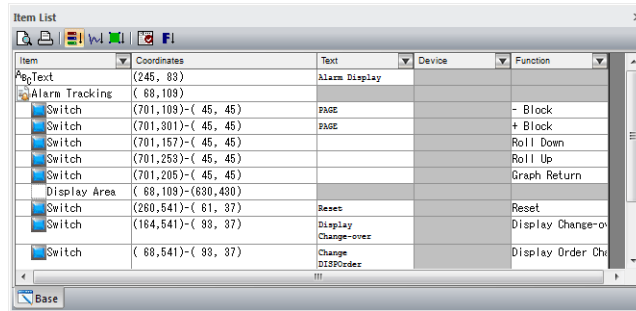 Item List
Item Coordinates Text Device Function
ABC Text (245, 83) Alarm Display
Alarm Tracking ( 68,109)
Switch (701,109)-( 45, 45) PAGE - Block
Switch (701,301)-( 45, 45) PAGE + Block
Switch (701,157)-( 45, 45) Roll Down
Switch (701,253)-( 45, 45) Roll Up
Switch (701,205)-( 45, 45) Graph Return
Display Area ( 68,109)-(630,430)
Switch (260,541)-( 61, 37) Reset Reset
Switch (164,541)-( 93, 37) Display Display Change-ov
Change-over
Switch ( 68,541)-( 93, 37) Change Display Order Cha
DISPOrder
Base